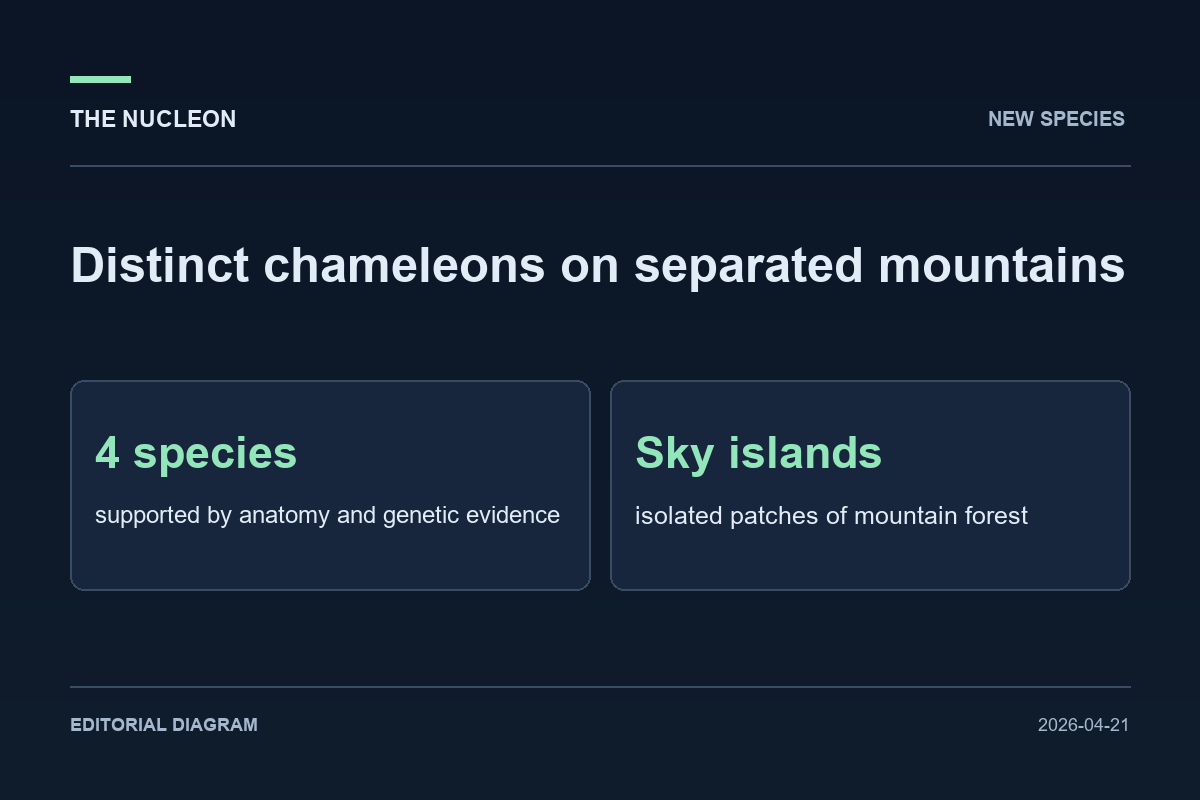 THE NUCLEON
NEW SPECIES
Distinct chameleons on separated mountains
4 species
supported by anatomy and genetic evidence
Sky islands
isolated patches of mountain forest
EDITORIAL DIAGRAM
2026-04-21